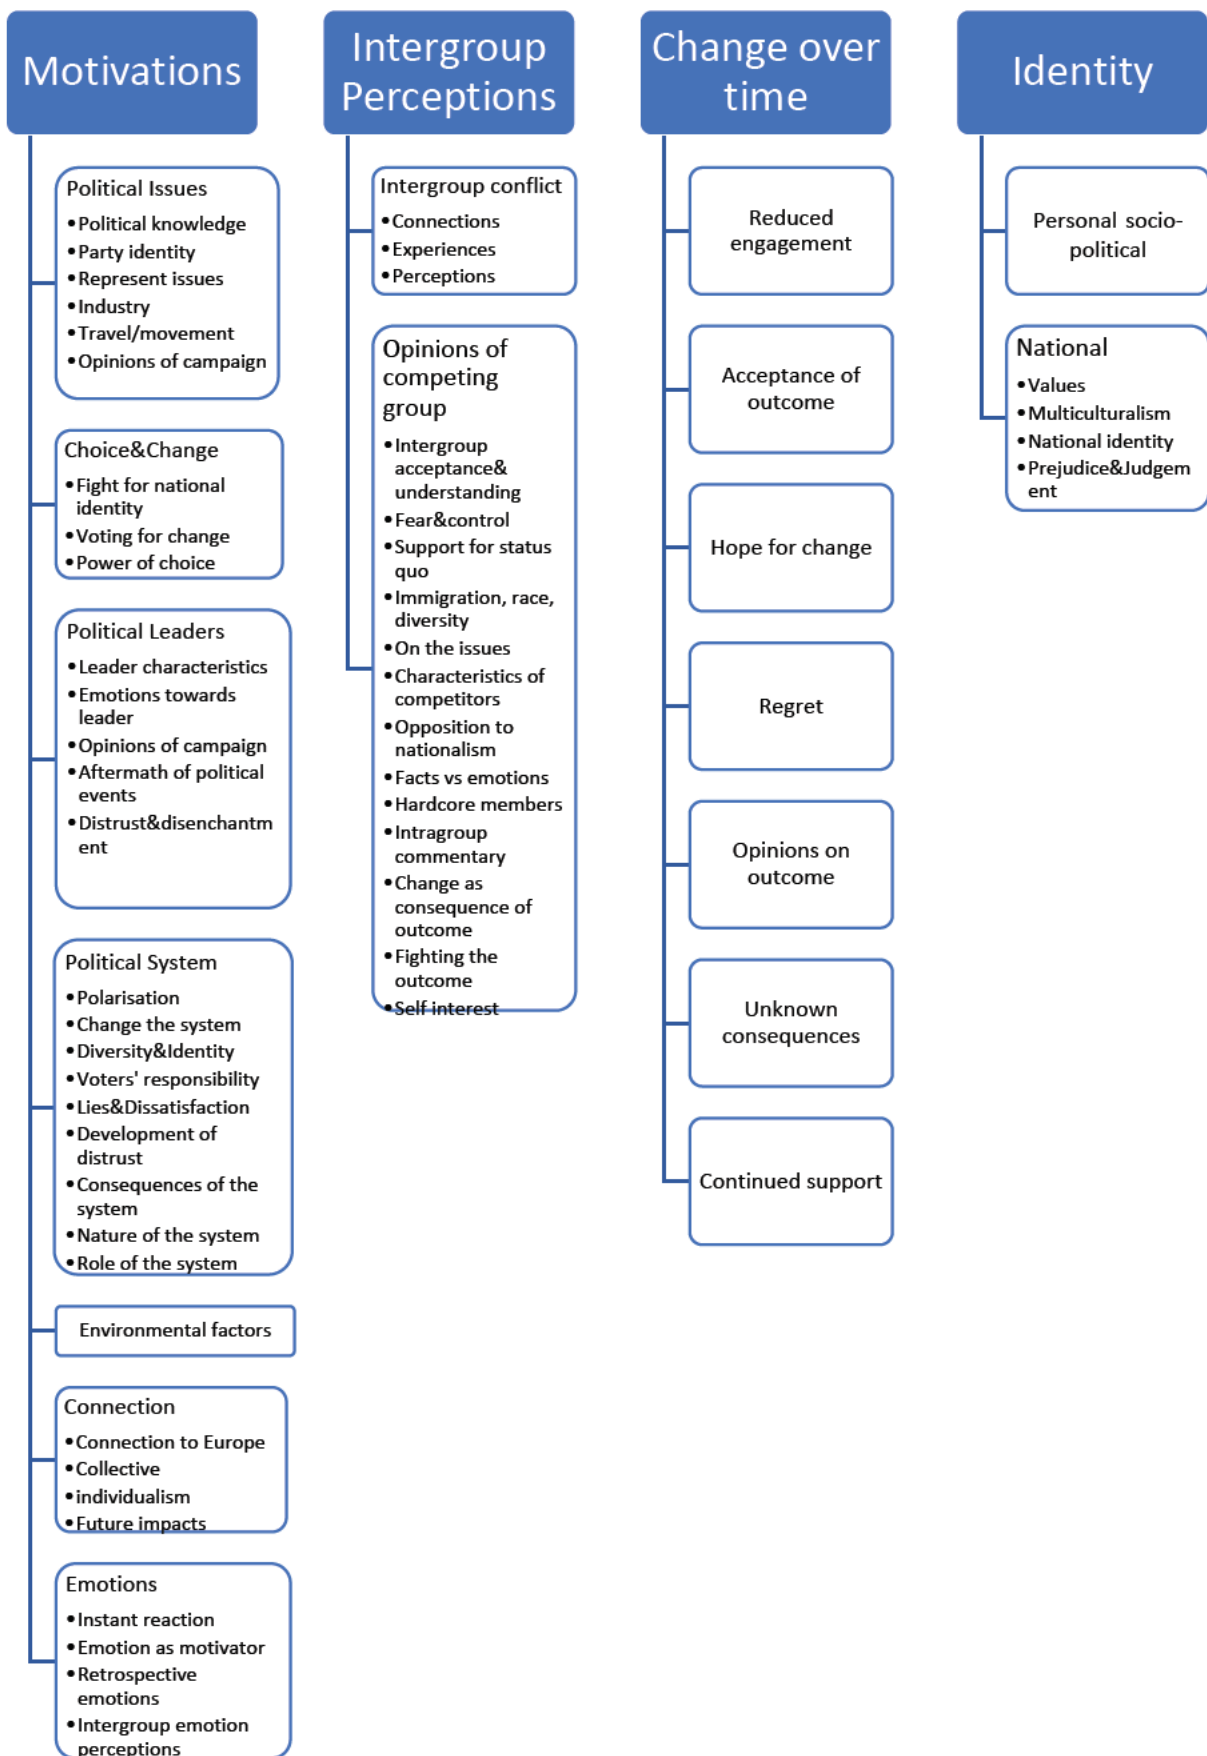 Motivations
Political Issues
•Political knowledge
•Party identity
•Represent issues
•Industry
•Travel/movement
•Opinions of campaign
Choice&Change
•Fight for national
identity
•Voting for change
•Power of choice
Political Leaders
•Leader characteristics
•Emotions towards
leader
•Opinions of campaign
•Aftermath of political
events
•Distrust&disenchantm
ent
Political System
•Polarisation
•Change the system
•Diversity&Identity
•Voters' responsibility
•Lies&Dissatisfaction
•Development of
distrust
•Consequences of the
system
•Nature of the system
•Role of the system
Environmental factors
Connection
•Connection to Europe
•Collective
•individualism
•Future impacts
Emotions
•Instant reaction
•Emotion as motivator
•Retrospective
emotions
•Intergroup emotion
perceptions
Intergroup
Perceptions
Intergroup conflict
•Connections
•Experiences
•Perceptions
Opinions of
competing
group
•Intergroup
acceptance&
understanding
•Fear&control
•Support for status
quo
•Immigration, race,
diversity
•On the issues
•Characteristics of
competitors
•Opposition to
nationalism
•Facts vs emotions
•Hardcore members
•Intragroup
commentary
•Change as
consequence of
outcome
•Fighting the
outcome
•Self interest
Change over
time
Reduced
engagement
Acceptance of
outcome
Hope for change
Regret
Opinions on
outcome
Unknown
consequences
Continued support
Identity
Personal socio-
political
National
•Values
•Multiculturalism
•National identity
•Prejudice&Judgem
ent